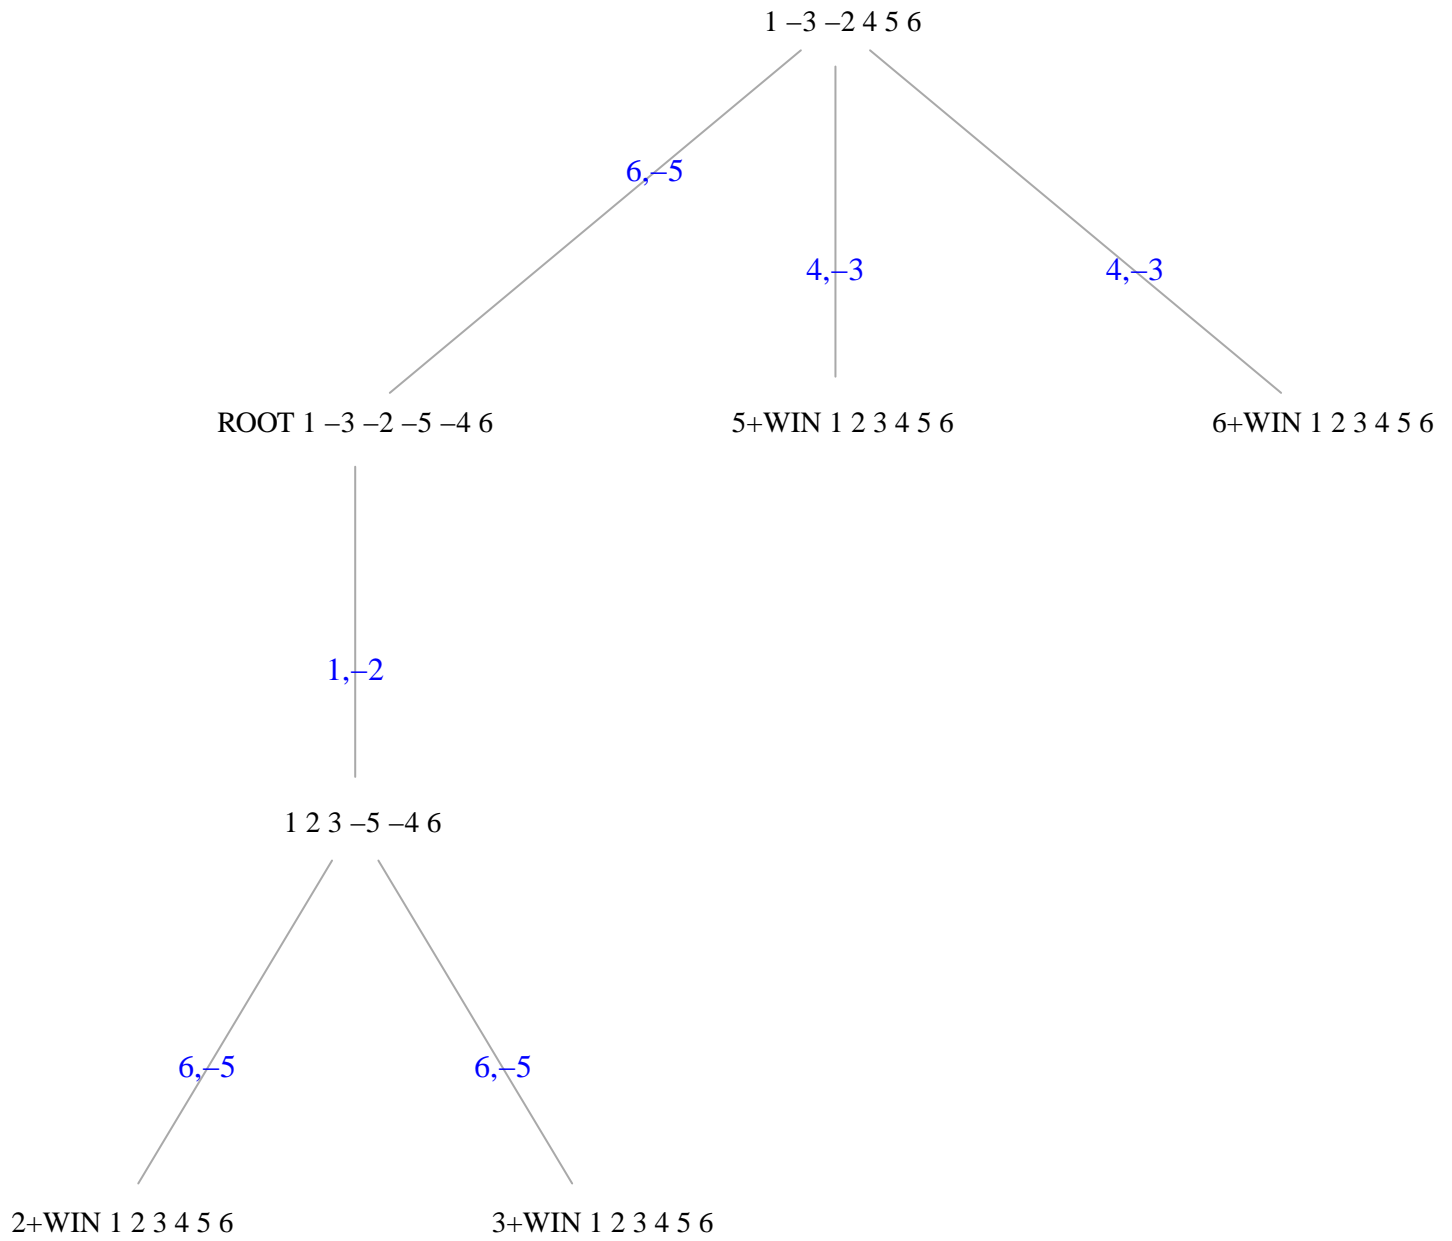 1 –3 –2 4 5 6
6,–5
4,–3
4,–3
ROOT 1 –3 –2 –5 –4 6
5+WIN 1 2 3 4 5 6
6+WIN 1 2 3 4 5 6
1,–2
1 2 3 –5 –4 6
6,–5
6,–5
2+WIN 1 2 3 4 5 6
3+WIN 1 2 3 4 5 6